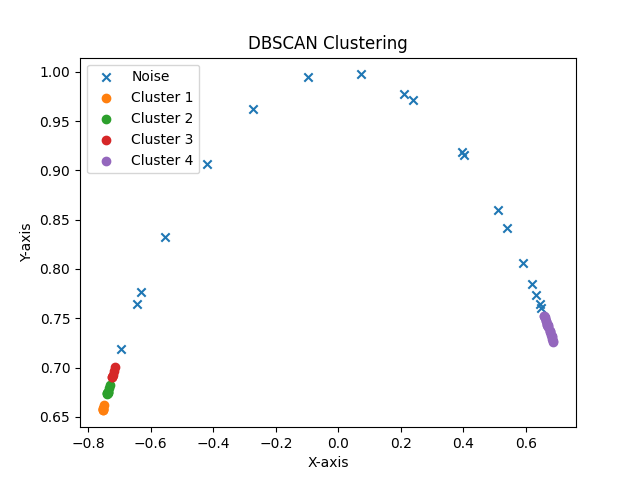 DBSCAN Clustering
Noise
Cluster 1
Cluster 2
Cluster 3
Cluster 4
1.00
0.95
0.90
0.85
0.80
0.75
0.70
0.65
Y-axis
−0.8 −0.6 −0.4 −0.2 0.0 0.2 0.4 0.6
X-axis